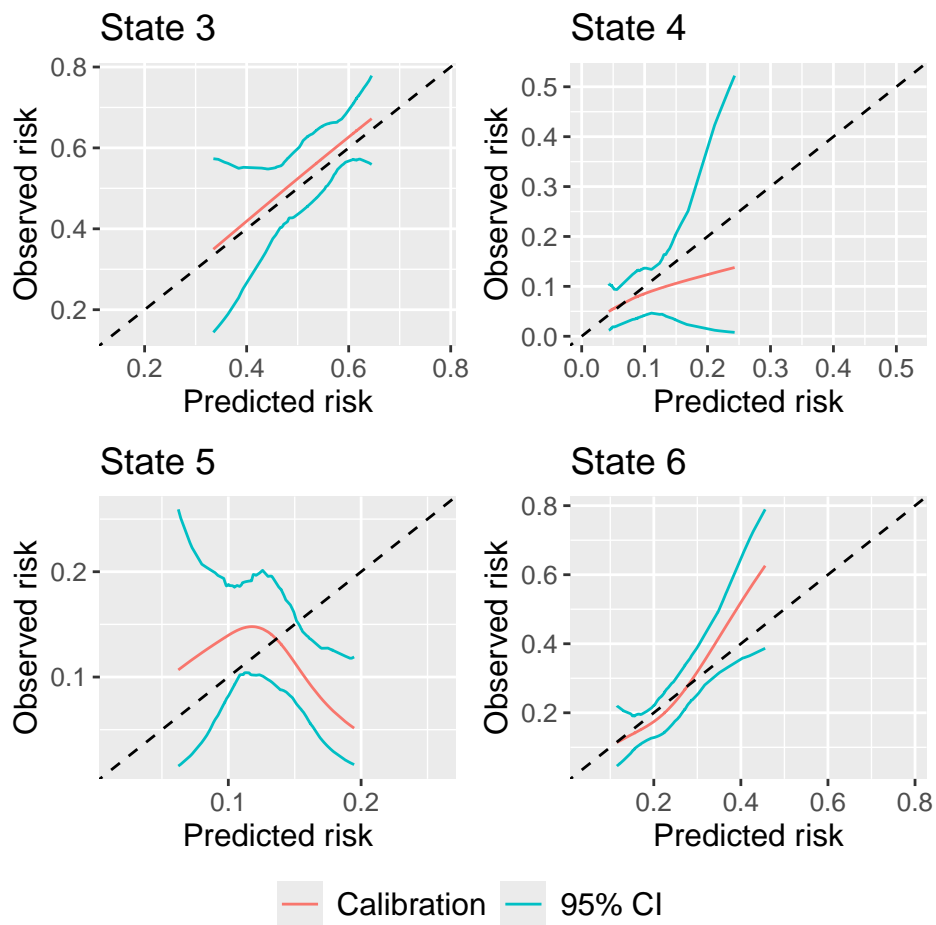 State 3
State 4
0.8
0.6
0.4
0.2
Observed risk
0.2 0.4 0.6 0.8
Predicted risk
0.5
0.4
0.3
0.2
0.1
0.0
Observed risk
0.0 0.1 0.2 0.3 0.4 0.5
Predicted risk
State 5
State 6
0.2
0.1
Observed risk
0.1 0.2
Predicted risk
0.8
0.6
0.4
0.2
Observed risk
0.2 0.4 0.6 0.8
Predicted risk
Calibration 95% CI